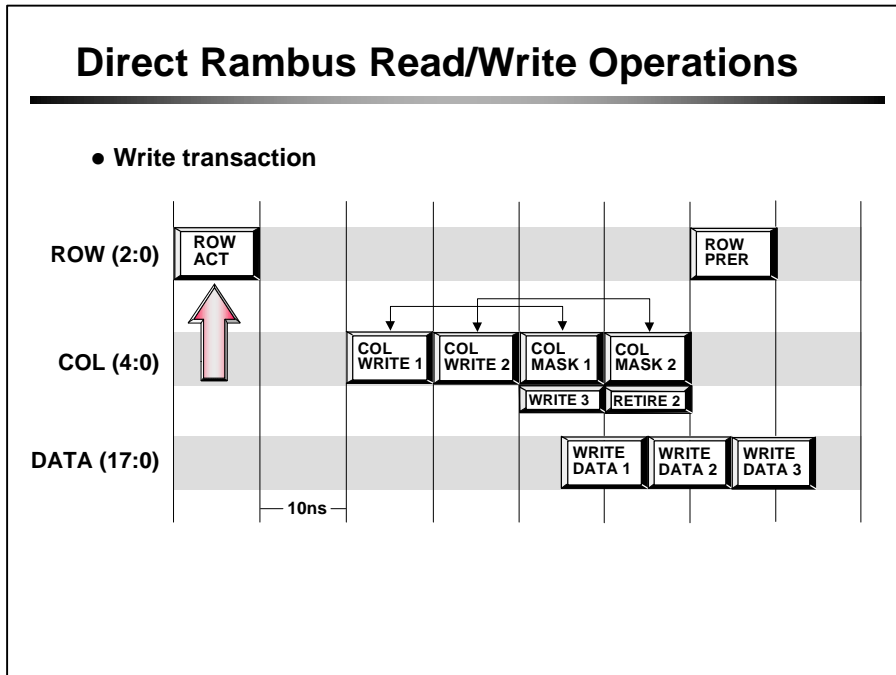 Direct Rambus Read/Write Operations
● Write transaction
ROW (2:0)
ROW
ACT
ROW
PRER
COL (4:0)
COL
WRITE 1
COL
WRITE 2
COL
MASK 1
COL
MASK 2
WRITE 3
RETIRE 2
DATA (17:0)
WRITE
DATA 1
WRITE
DATA 2
WRITE
DATA 3
10ns